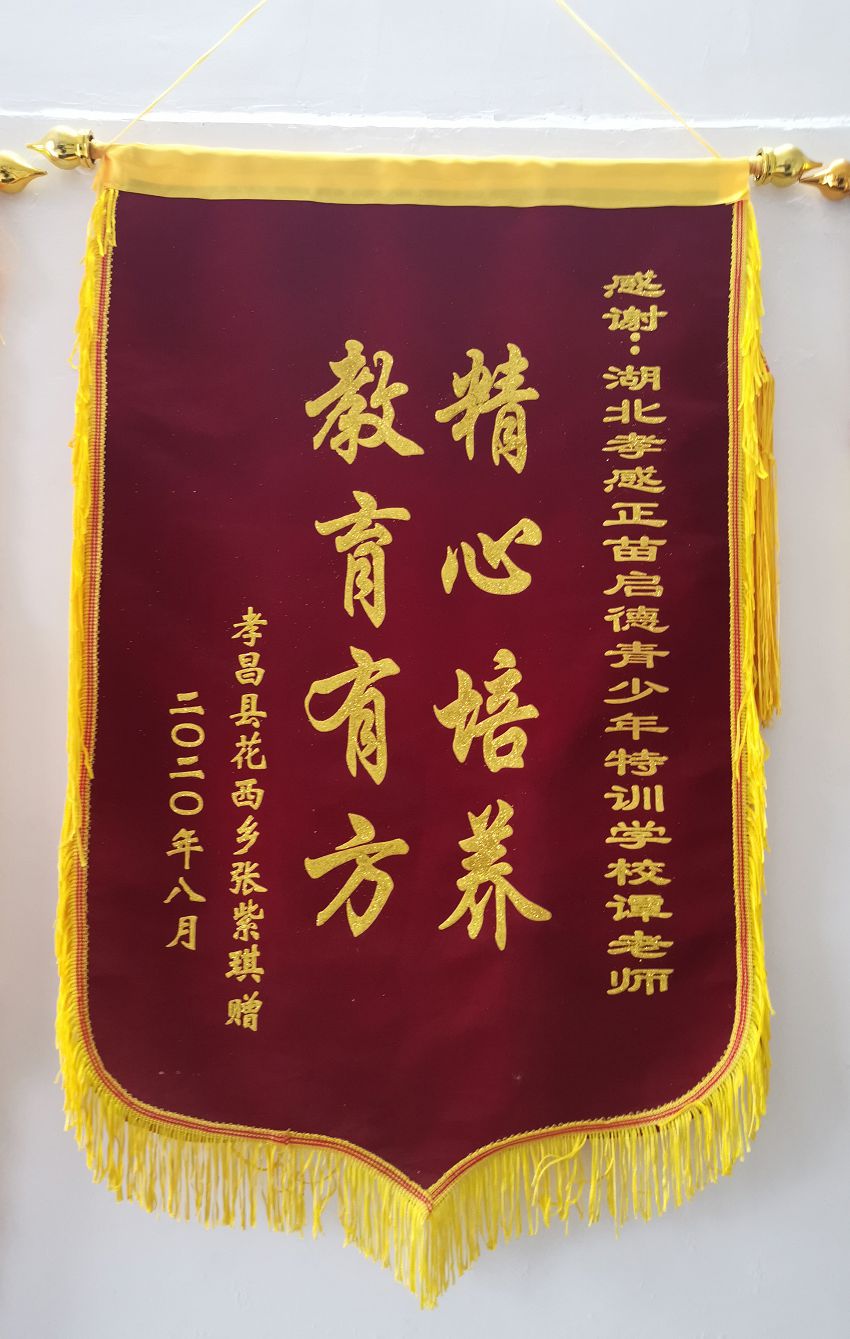 感谢：湖北孝感正苗启德青少年特训学校谭老师
精心培养
教育有方
孝昌县花西乡张紫琪赠
二〇二〇年八月